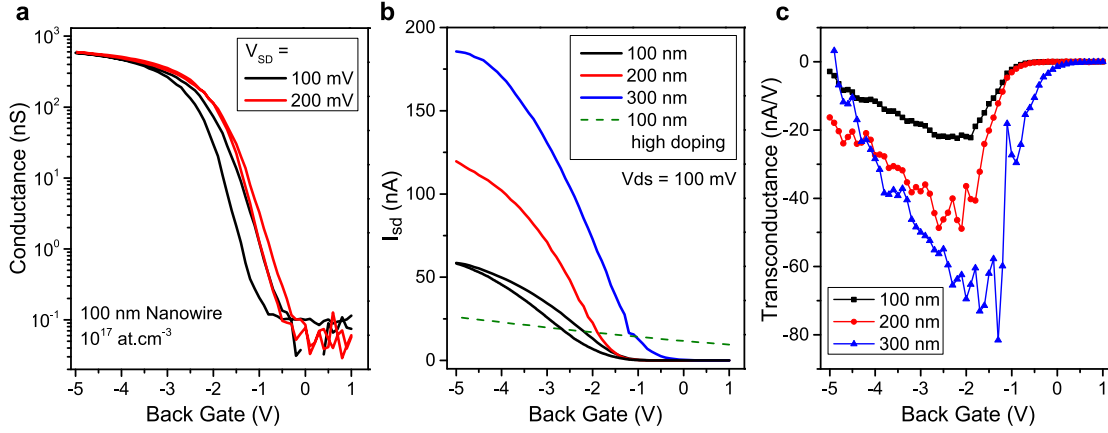 a
Conductance (nS)
10³
10²
10¹
10⁰
10⁻¹
V_SD =
100 mV
200 mV
100 nm Nanowire
10¹⁷ at.cm-3
-5 -4 -3 -2 -1 0 1
Back Gate (V)
b
I_sd (nA)
200
150
100
50
0
100 nm
200 nm
300 nm
100 nm
high doping
Vds = 100 mV
-5 -4 -3 -2 -1 0 1
Back Gate (V)
c
Transconductance (nA/V)
0
-20
-40
-60
-80
100 nm
200 nm
300 nm
-5 -4 -3 -2 -1 0 1
Back Gate (V)